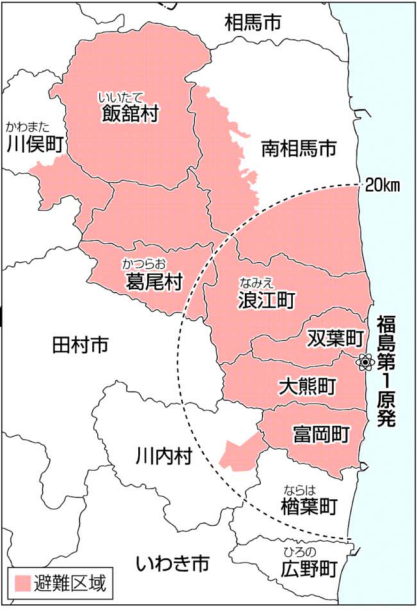 相馬市
いいたて
飯舘村
かわまた
川俣町
南相馬市
20km
かつらお
葛尾村
なみえ
浪江町
双葉町
福島第1原発
田村市
大熊町
富岡町
川内村
ならは
楢葉町
いわき市
ひろの
広野町
避難区域